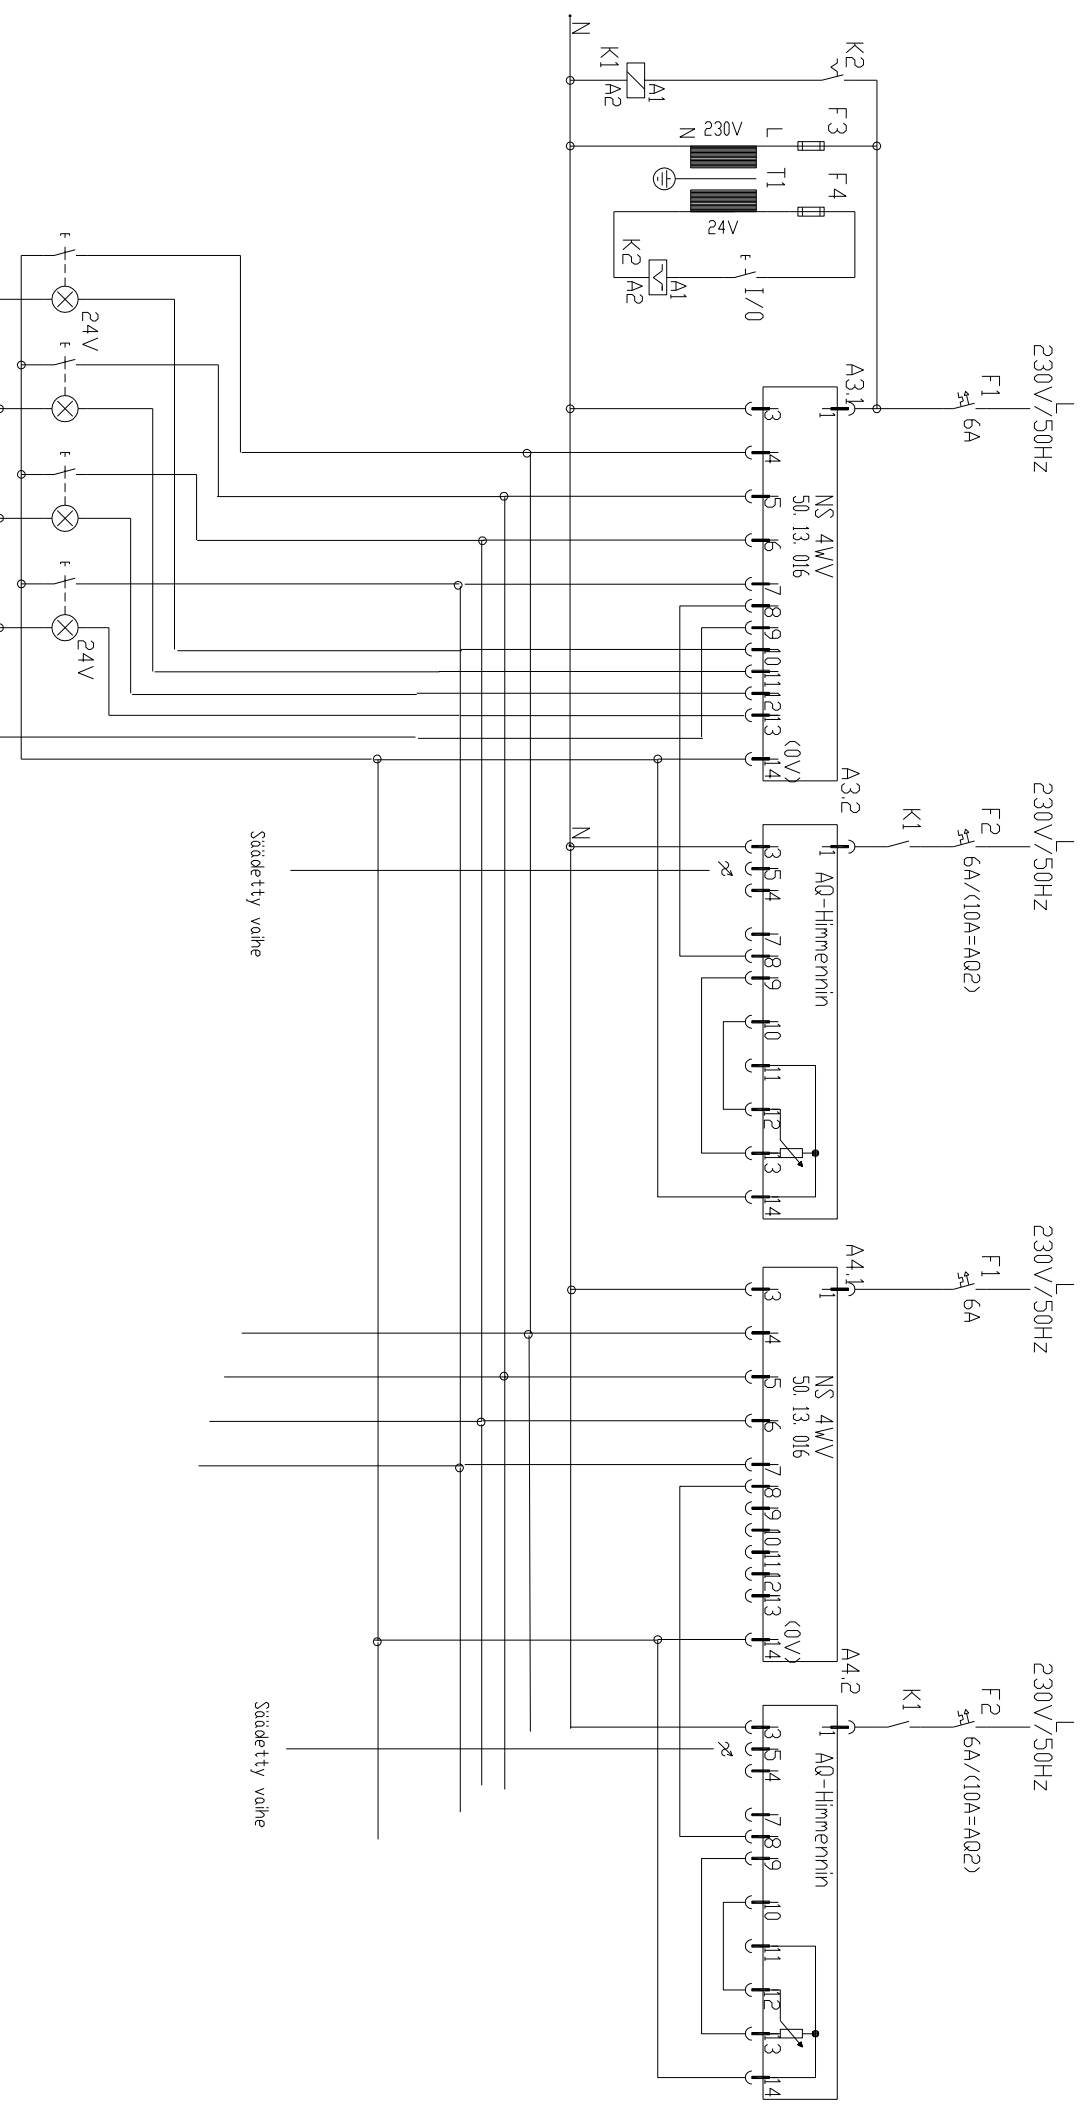 230V/50Hz
L
F1
6A
230V/50Hz
L
F2
6A/(10A=AQ2)
K1
230V/50Hz
L
F1
6A
230V/50Hz
L
F2
6A/(10A=AQ2)
K1
K2
F3
F4
K1
A1
A2
N
230V
L
T1
24V
N
K2
A1
A2
I/0
A3.1
1
NS 4WV
50. 13. 016
(0V)
3
4
5
6
7
8
9
10
11
12
13
14
A3.2
1
AQ-Himmennin
3
5
4
7
8
9
10
11
12
13
14
A4.1
1
NS 4WV
50. 13. 016
(0V)
3
4
5
6
7
8
9
10
11
12
13
14
A4.2
1
AQ-Himmennin
3
5
4
7
8
9
10
11
12
13
14
N
Säädetty vaihe
Säädetty vaihe
24V
24V